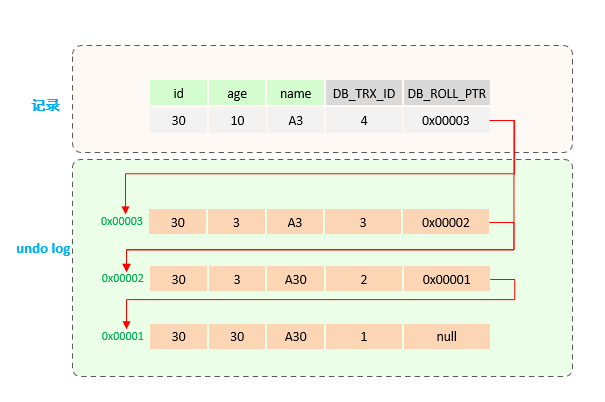 id age name DB_TRX_ID DB_ROLL_PTR
记录
30 10 A3 4 0x00003
0x00003 30 3 A3 3 0x00002
undo log
0x00002 30 3 A30 2 0x00001
0x00001 30 30 A30 1 null